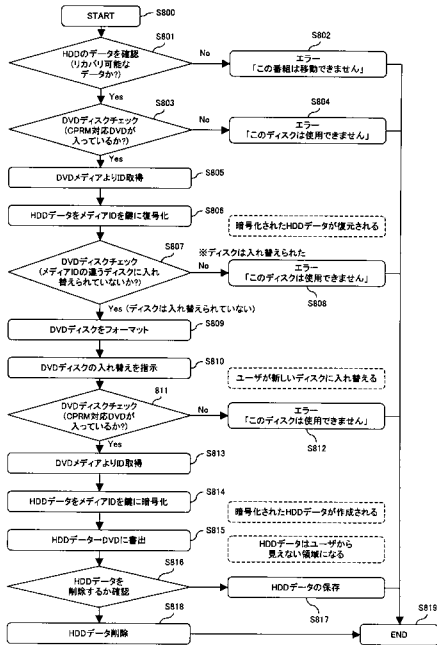 START
S800
HDDのデータを確認
(リカバリ可能な
データか?)
S801
No
エラー
「この番組は移動できません」
S802
Yes
DVDディスクチェック
(CPRM対応DVDが
入っているか?)
S803
No
エラー
「このディスクは使用できません」
S804
Yes
DVDメディアよりID取得
S805
HDDデータをメディアIDを鍵に復号化
S806
暗号化されたHDDデータが復元される
DVDディスクチェック
(メディアIDの違うディスクに入れ
替えられていないか?)
S807
※ディスクは入れ替えられた
No
エラー
「このディスクは使用できません」
S808
Yes (ディスクは入れ替えられていない)
DVDディスクをフォーマット
S809
DVDディスクの入れ替えを指示
S810
ユーザが新しいディスクに入れ替える
DVDディスクチェック
(CPRM対応DVDが
入っているか?)
811
No
エラー
「このディスクは使用できません」
S812
Yes
DVDメディアよりID取得
S813
HDDデータをメディアIDを鍵に暗号化
S814
暗号化されたHDDデータが作成される
HDDデータ→DVDに書出
S815
HDDデータはユーザから
見えない領域になる
HDDデータを
削除するか確認
S816
HDDデータの保存
S817
HDDデータ削除
S818
END
S819